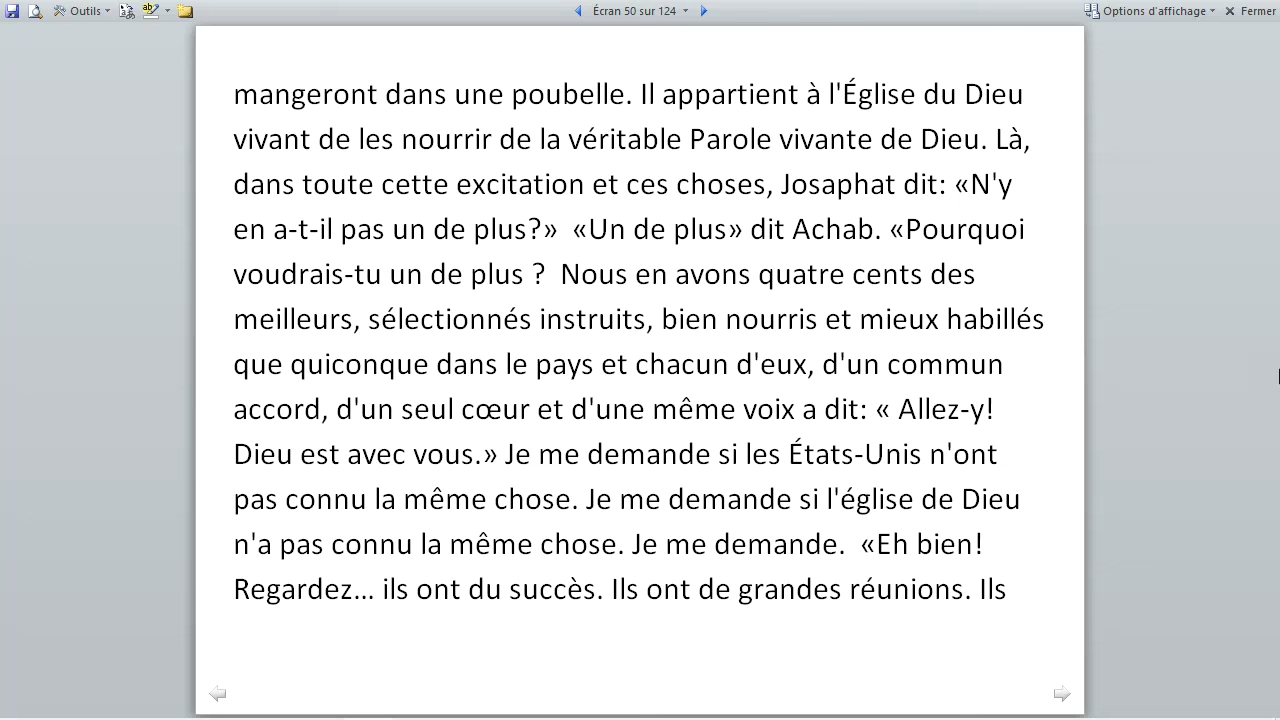 Outils
Écran 50 sur 124
Options d'affichage
Fermer
mangeront dans une poubelle. Il appartient à l'Église du Dieu
vivant de les nourrir de la véritable Parole vivante de Dieu. Là,
dans toute cette excitation et ces choses, Josaphat dit: «N'y
en a-t-il pas un de plus?»  «Un de plus» dit Achab. «Pourquoi
voudrais-tu un de plus ?  Nous en avons quatre cents des
meilleurs, sélectionnés instruits, bien nourris et mieux habillés
que quiconque dans le pays et chacun d'eux, d'un commun
accord, d'un seul cœur et d'une même voix a dit: « Allez-y!
Dieu est avec vous.» Je me demande si les États-Unis n'ont
pas connu la même chose. Je me demande si l'église de Dieu
n'a pas connu la même chose. Je me demande.  «Eh bien!
Regardez… ils ont du succès. Ils ont de grandes réunions. Ils